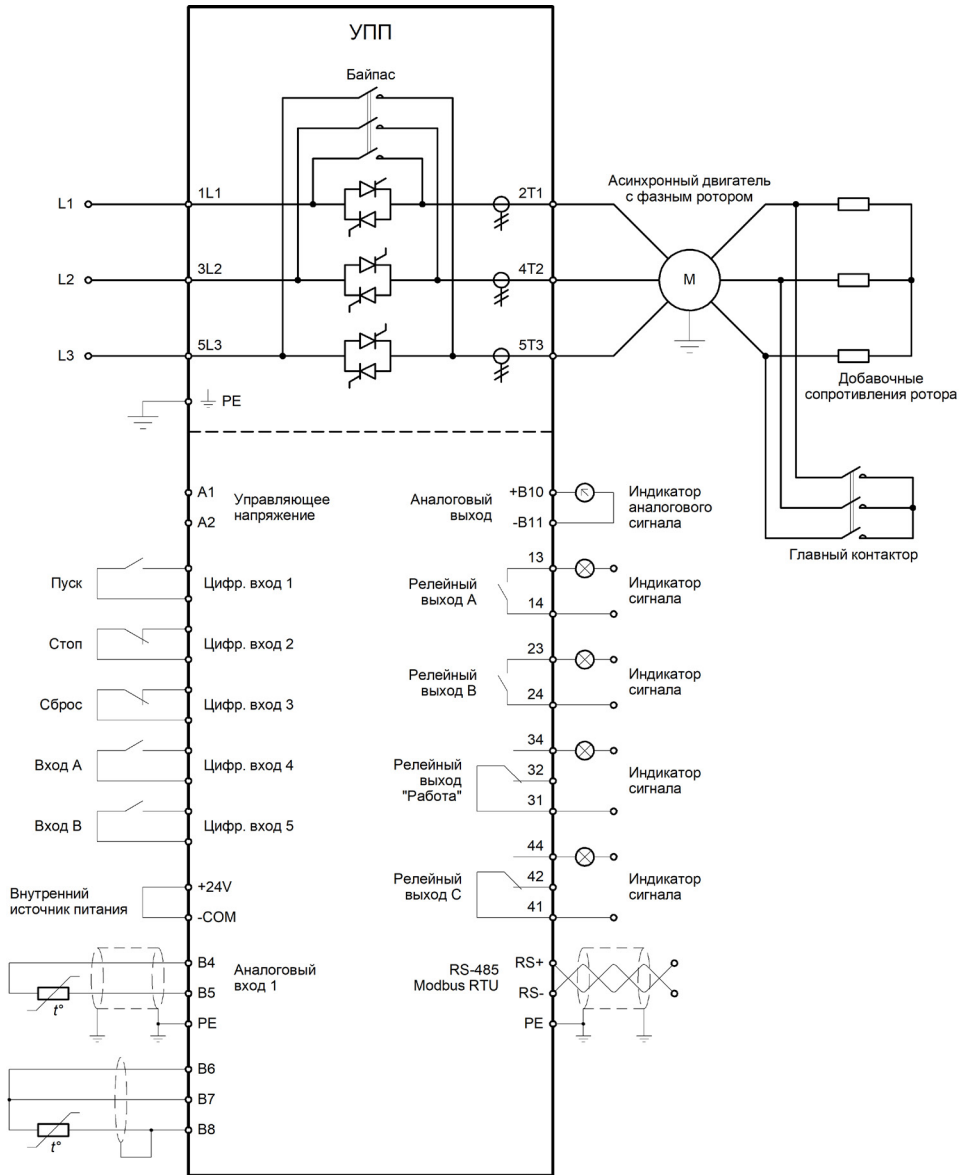 УПП
Байпас
L1
1L1
2T1
Асинхронный двигатель
с фазным ротором
L2
3L2
4T2
M
L3
5L3
5T3
Добавочные
сопротивления ротора
PE
A1
A2
Управляющее
напряжение
Аналоговый
выход
+B10
-B11
Индикатор
аналогового
сигнала
Главный контактор
Пуск
Цифр. вход 1
Релейный
выход A
13
14
Индикатор
сигнала
Стоп
Цифр. вход 2
Релейный
выход B
23
24
Индикатор
сигнала
Сброс
Цифр. вход 3
Вход A
Цифр. вход 4
Релейный
выход
"Работа"
34
32
31
Индикатор
сигнала
Вход B
Цифр. вход 5
Релейный
выход C
44
42
41
Индикатор
сигнала
Внутренний
источник питания
+24V
-COM
B4
B5
PE
Аналоговый
вход 1
t°
RS-485
Modbus RTU
RS+
RS-
PE
B6
B7
B8
t°